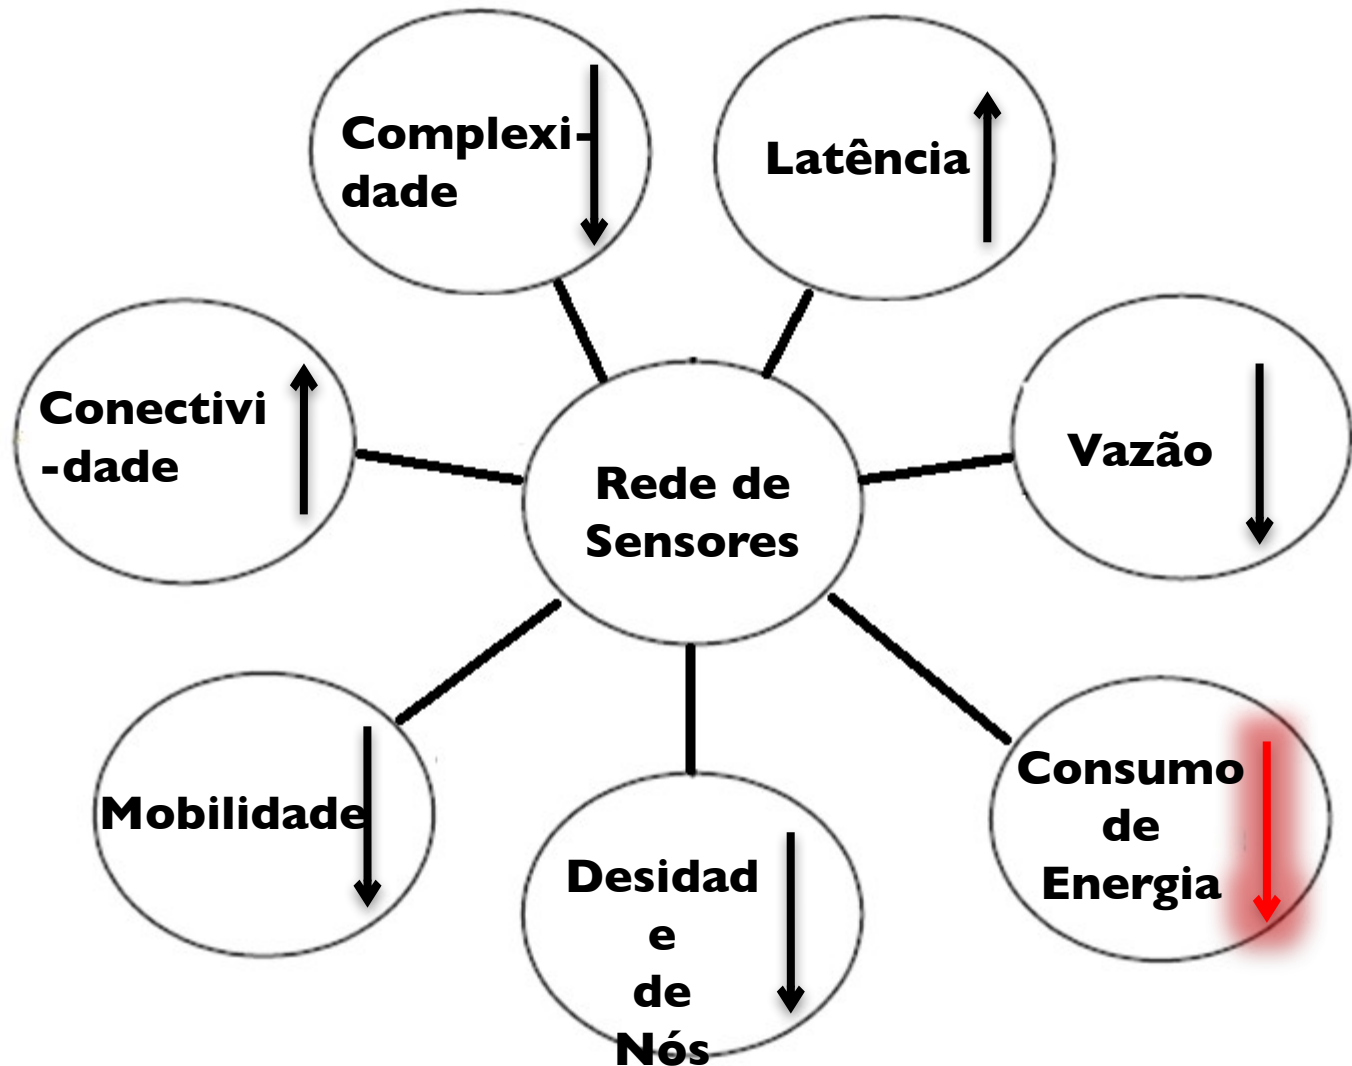 Complexi-
dade
Latência
Conectivi
-dade
Vazão
Rede de
Sensores
Mobilidade
Desidad
e
de
Nós
Consumo
de
Energia